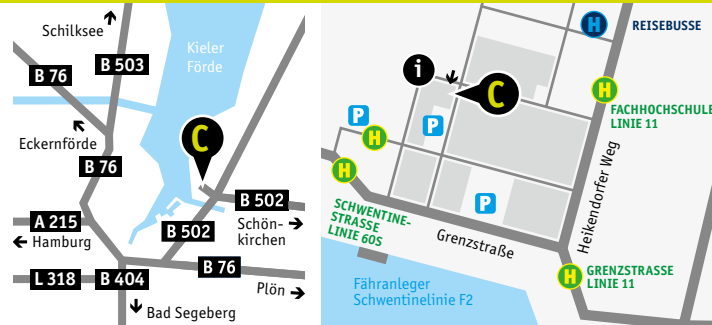 Schilksee
Kieler
Förde
B 503
B 76
Eckernförde
C
B 76
B 502
A 215
Hamburg
B 502
Schön-
kirchen
B 76
L 318
B 404
Plön
Bad Segeberg
H
REISEBUSSE
i
C
H
FACHHOCHSCHULE
LINIE 11
P
P
H
H
Heikendorfer Weg
P
SCHWENTINE-
STRASSE
LINIE 60S
Grenzstraße
H
GRENZSTRASSE
LINIE 11
Fähranleger
Schwentinelinie F2